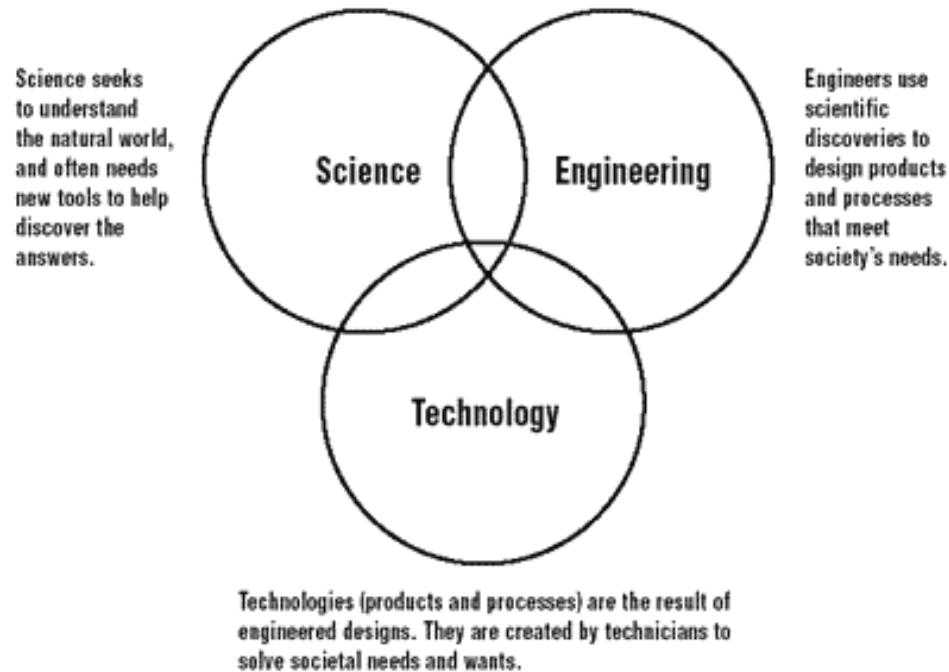 Science seeks
to understand
the natural world,
and often needs
new tools to help
discover the
answers.
Science
Engineering
Engineers use
scientific
discoveries to
design products
and processes
that meet
society's needs.
Technology
Technologies (products and processes) are the result of
engineered designs. They are created by technicians to
solve societal needs and wants.